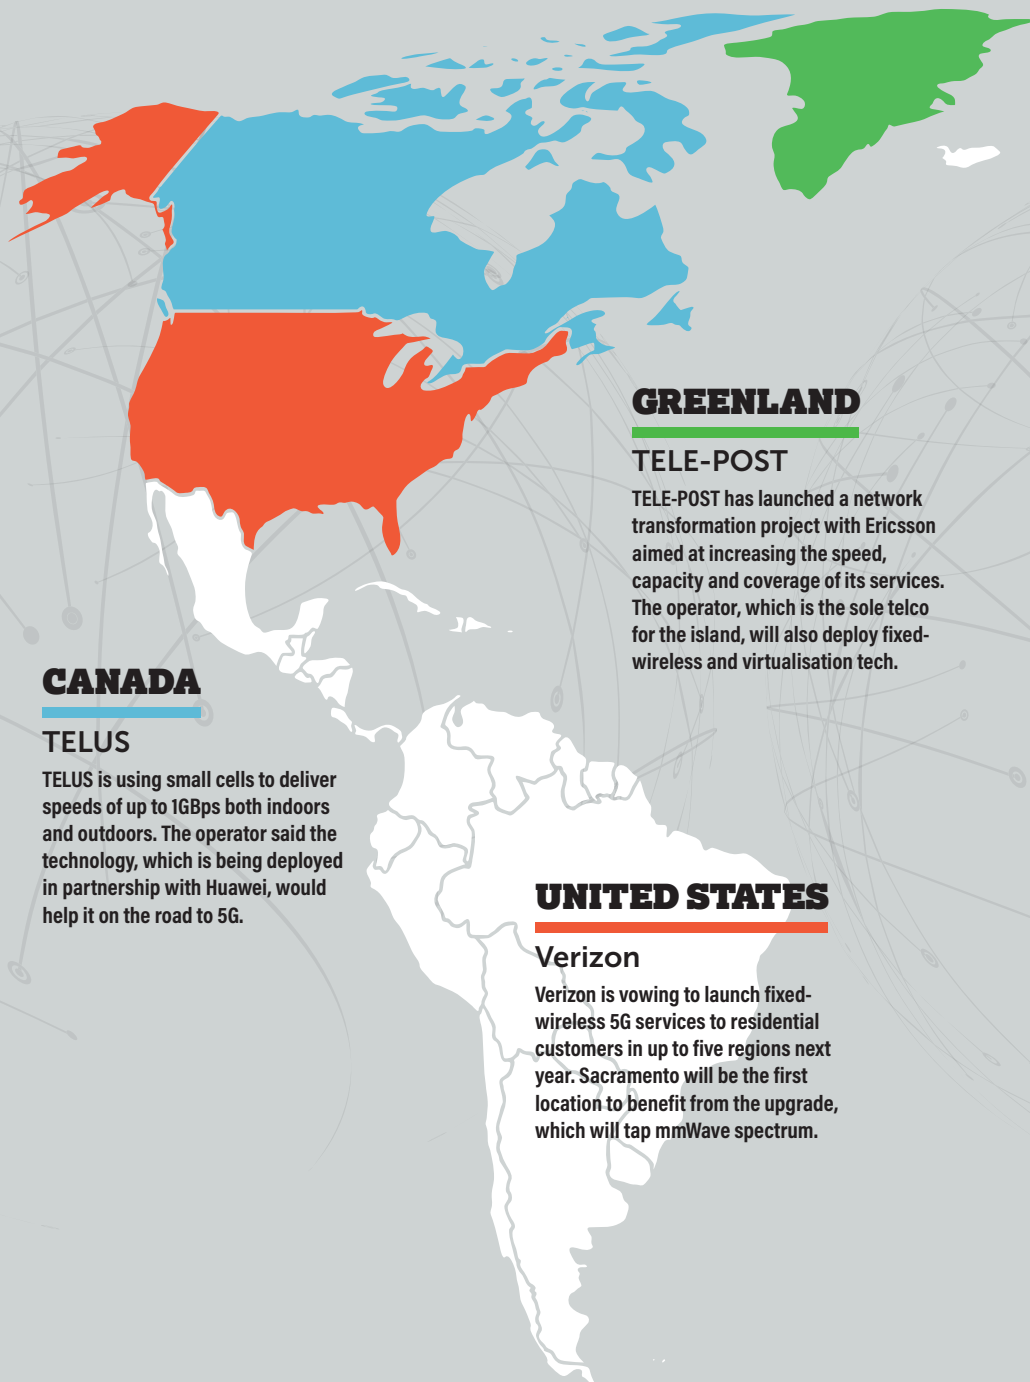 GREENLAND
TELE-POST
TELE-POST has launched a network
transformation project with Ericsson
aimed at increasing the speed,
capacity and coverage of its services.
The operator, which is the sole telco
for the island, will also deploy fixed-
wireless and virtualisation tech.
CANADA
TELUS
TELUS is using small cells to deliver
speeds of up to 1GBps both indoors
and outdoors. The operator said the
technology, which is being deployed
in partnership with Huawei, would
help it on the road to 5G.
UNITED STATES
Verizon
Verizon is vowing to launch fixed-
wireless 5G services to residential
customers in up to five regions next
year. Sacramento will be the first
location to benefit from the upgrade,
which will tap mmWave spectrum.